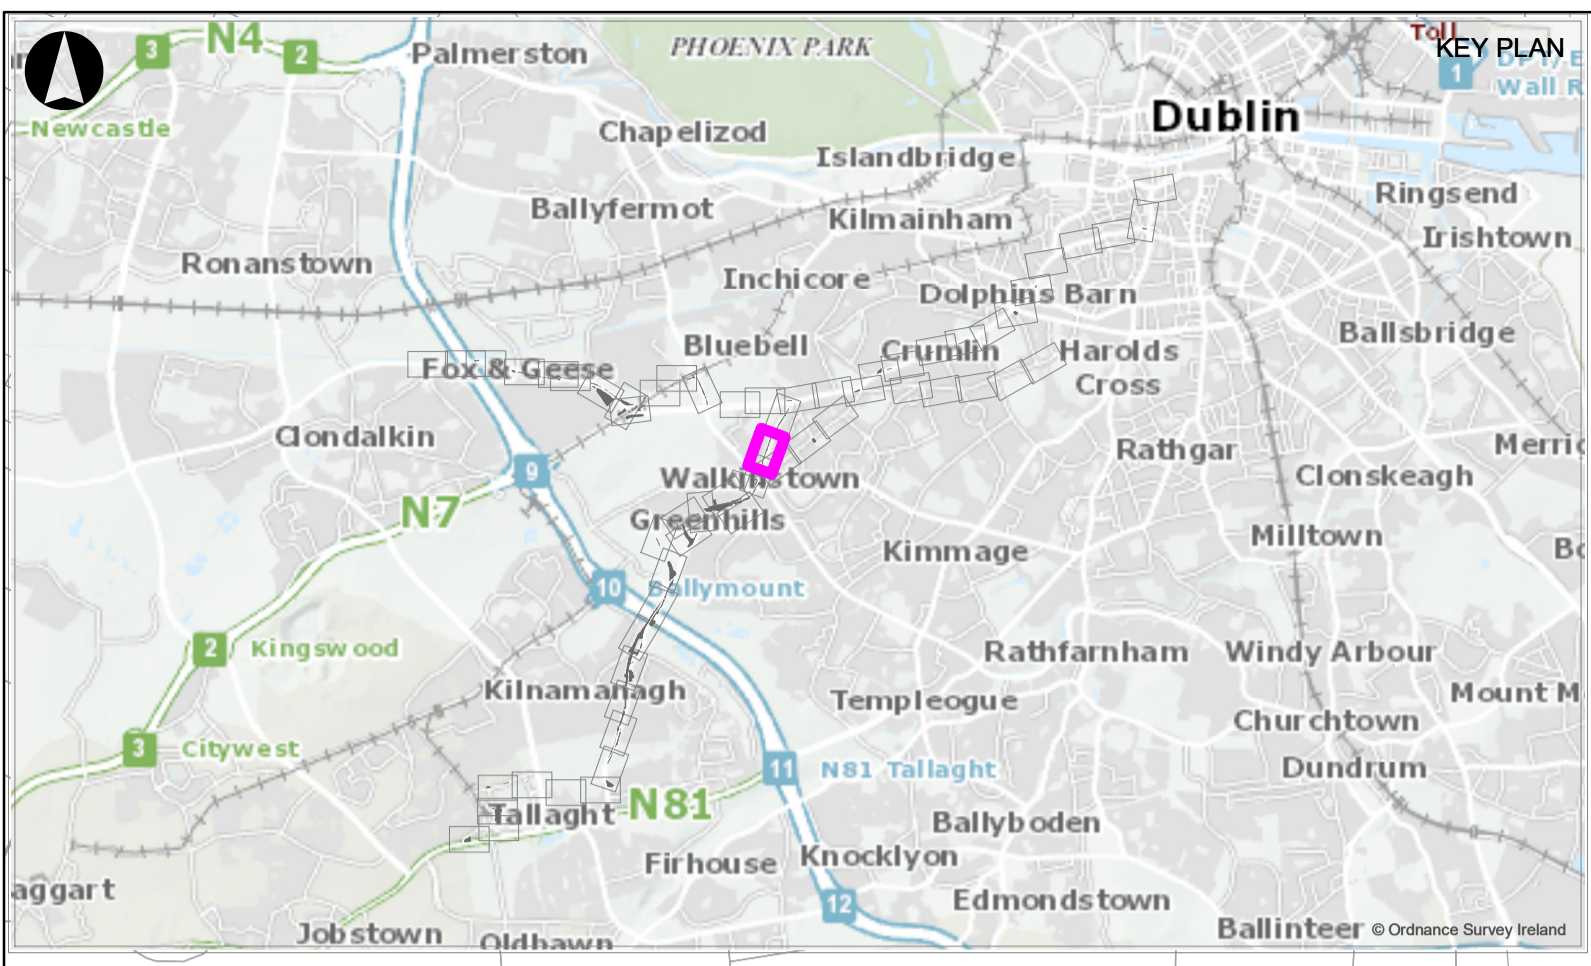 N4
3
2
Palmerston
PHOENIX PARK
Toll
KEY PLAN
1
Wall R
Newcastle
Chapelizod
Dublin
Islandbridge
Ringsend
Ballyfermot
Kilmainham
Irishtown
Ronanstown
Inchicore
Dolphins Barn
Ballsbridge
Bluebell
Crumlin
Harolds
Cross
Fox & Geese
Clondalkin
Rathgar
Merric
9
Walkinstown
Clonskeagh
N7
Greenhills
Milltown
Kimmage
Bo
10
Ballymount
2
Kingswood
Rathfarnham
Windy Arbour
Kilnamanagh
Templeogue
Mount M
Churchtown
3
Citywest
11
N81 Tallaght
Dundrum
Tallaght
N81
Ballyboden
Firhouse
Knocklyon
aggart
12
Edmondstown
Jobstown
Oldbawn
Ballinteer
© Ordnance Survey Ireland